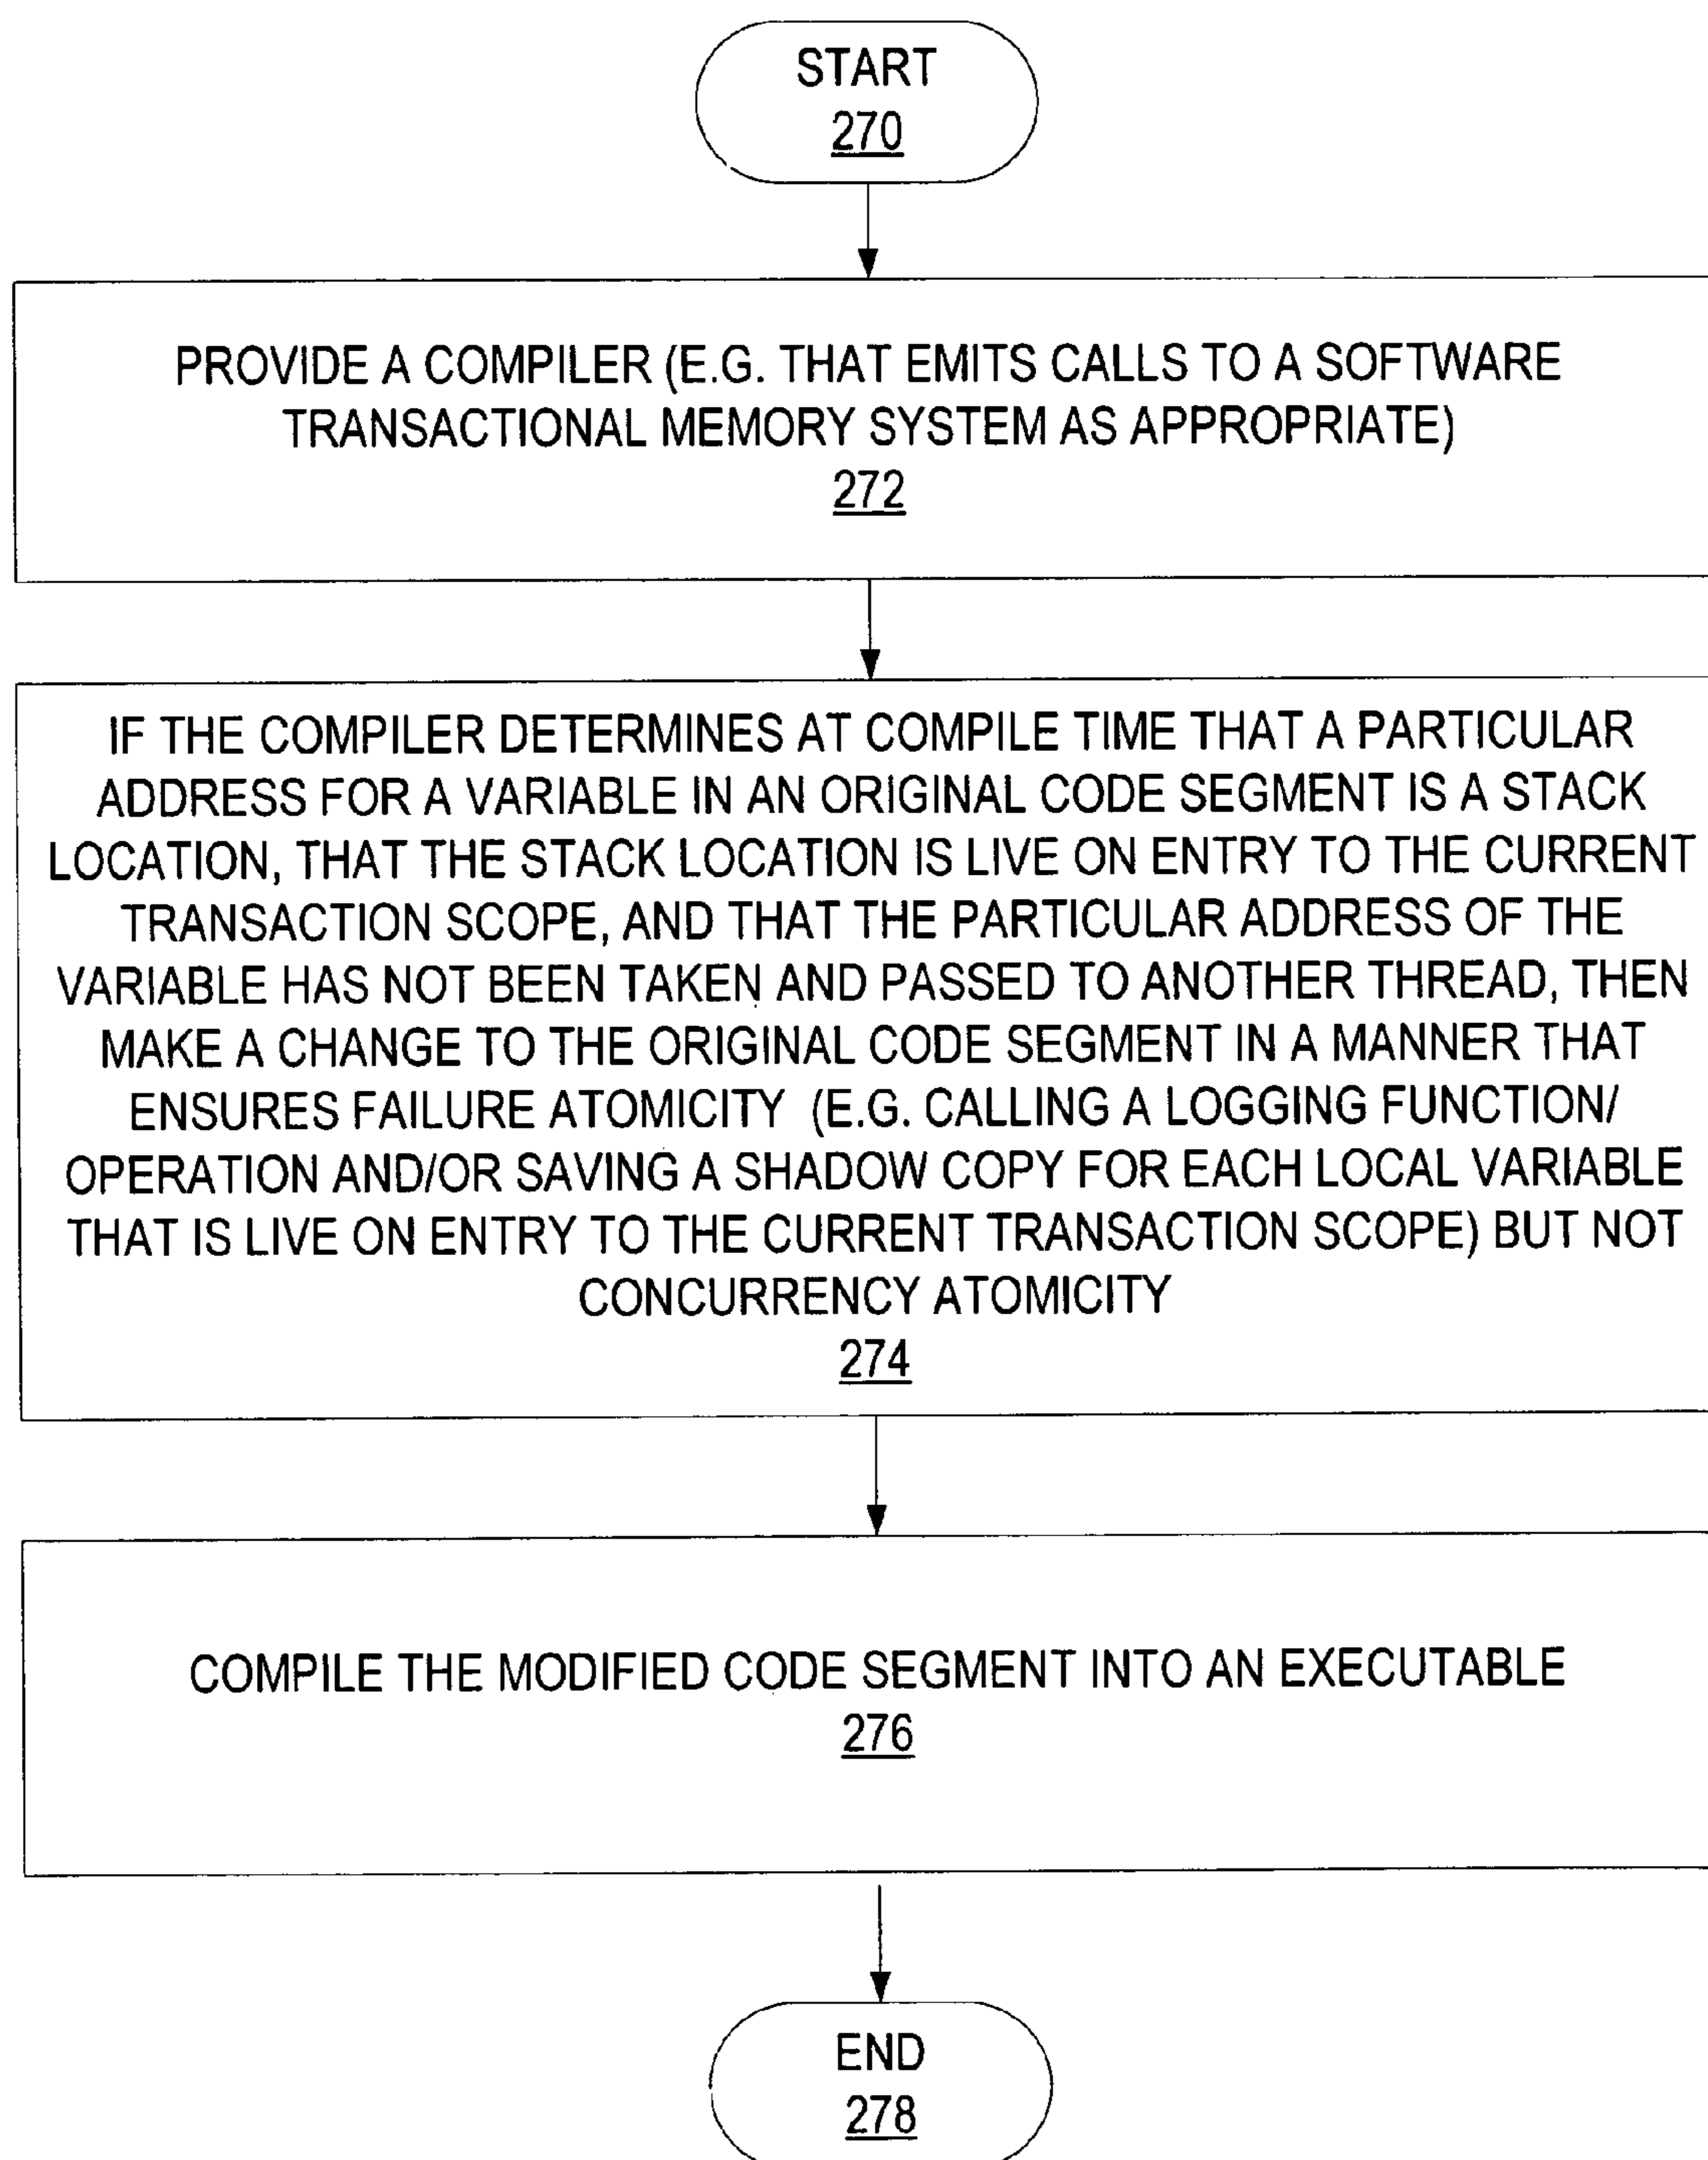 START
270
PROVIDE A COMPILER (E.G. THAT EMITS CALLS TO A SOFTWARE
TRANSACTIONAL MEMORY SYSTEM AS APPROPRIATE)
272
IF THE COMPILER DETERMINES AT COMPILE TIME THAT A PARTICULAR
ADDRESS FOR A VARIABLE IN AN ORIGINAL CODE SEGMENT IS A STACK
LOCATION, THAT THE STACK LOCATION IS LIVE ON ENTRY TO THE CURRENT
TRANSACTION SCOPE, AND THAT THE PARTICULAR ADDRESS OF THE
VARIABLE HAS NOT BEEN TAKEN AND PASSED TO ANOTHER THREAD, THEN
MAKE A CHANGE TO THE ORIGINAL CODE SEGMENT IN A MANNER THAT
ENSURES FAILURE ATOMICITY (E.G. CALLING A LOGGING FUNCTION/
OPERATION AND/OR SAVING A SHADOW COPY FOR EACH LOCAL VARIABLE
THAT IS LIVE ON ENTRY TO THE CURRENT TRANSACTION SCOPE) BUT NOT
CONCURRENCY ATOMICITY
274
COMPILE THE MODIFIED CODE SEGMENT INTO AN EXECUTABLE
276
END
278